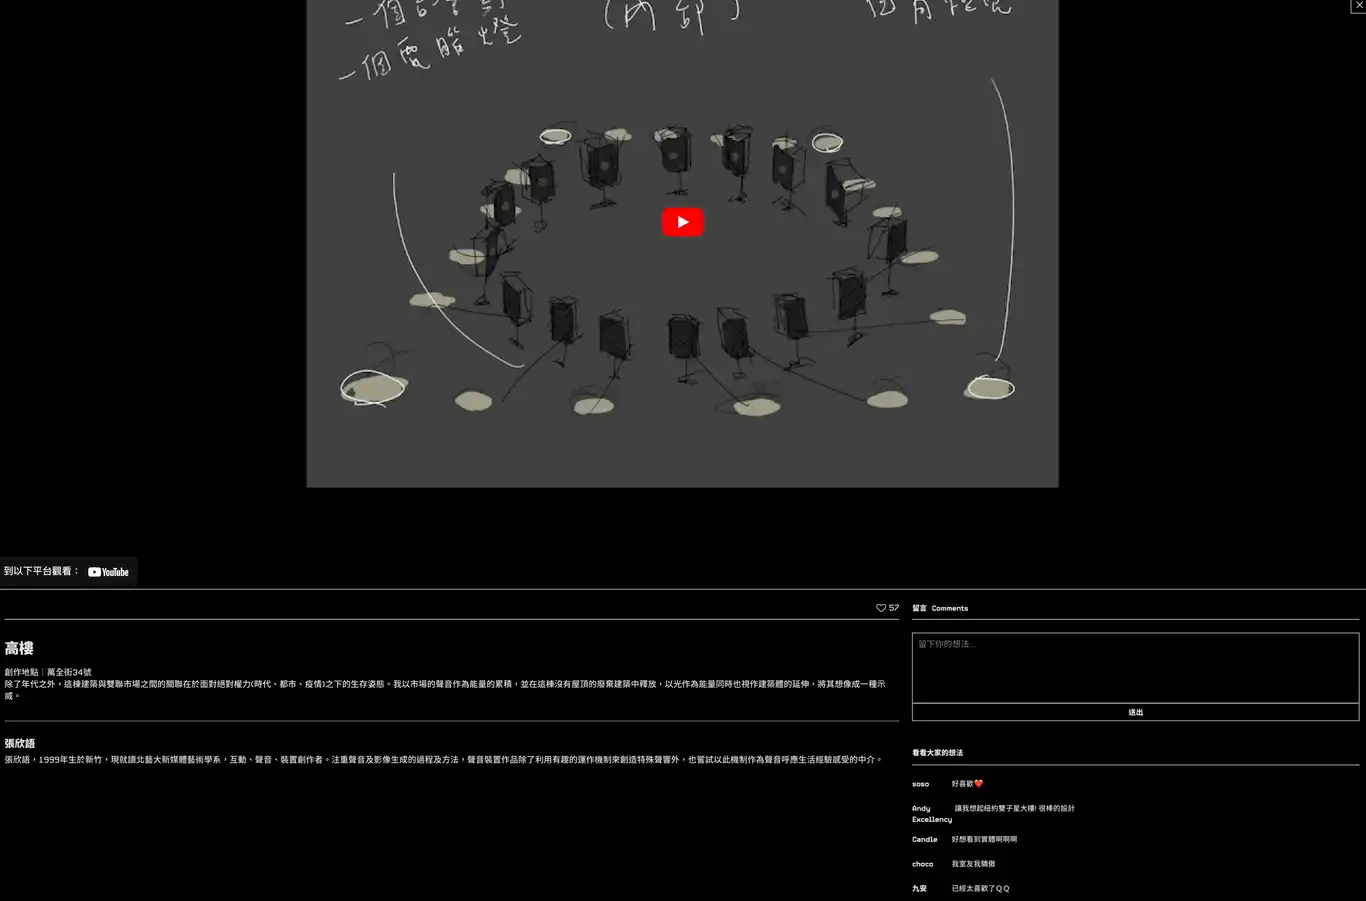 一個電腦燈
到以下平台觀看：
YouTube
57
高樓
創作地點｜萬全街34號
除了年代之外，這棟建築與雙聯市場之間的關聯在於面對絕對權力(時代、都市、疫情)之下的生存姿態。我以市場的聲音作為能量的累積，並在這棟沒有屋頂的廢棄建築中釋放，以光作為能量同時也視作建築體的延伸，將其想像成一種示
威。
張欣語
張欣語，1999年生於新竹，現就讀北藝大新媒體藝術學系，互動、聲音、裝置創作者。注重聲音及影像生成的過程及方法，聲音裝置作品除了利用有趣的運作機制來創造特殊聲響外，也嘗試以此機制作為聲音呼應生活經驗感受的中介。
留言 Comments
留下你的想法...
送出
看看大家的想法
soso 好喜歡❤️
Andy Excellency 讓我想起紐約雙子星大樓! 很棒的設計
Candle 好想看到實體啊啊啊
choco 我室友我驕傲
九安 已經太喜歡了ＱＱ